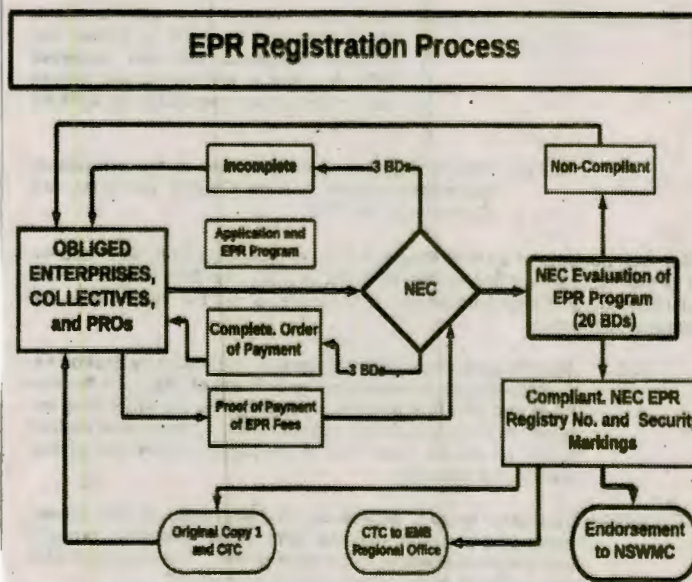 EPR Registration Process
Incomplete
3 BDs
Non-Compliant
Application and
EPR Program
OBLIGED
ENTERPRISES,
COLLECTIVES,
and PROs
NEC
NEC Evaluation of
EPR Program
(20 BDs)
Complete. Order
of Payment
3 BDs
Proof of Payment
of EPR Fees
Compliant. NEC EPR
Registry No. and Securit
Markings
Original Copy 1
and CTC
CTC to EMB
Regional Office
Endorsement
to NSWMC